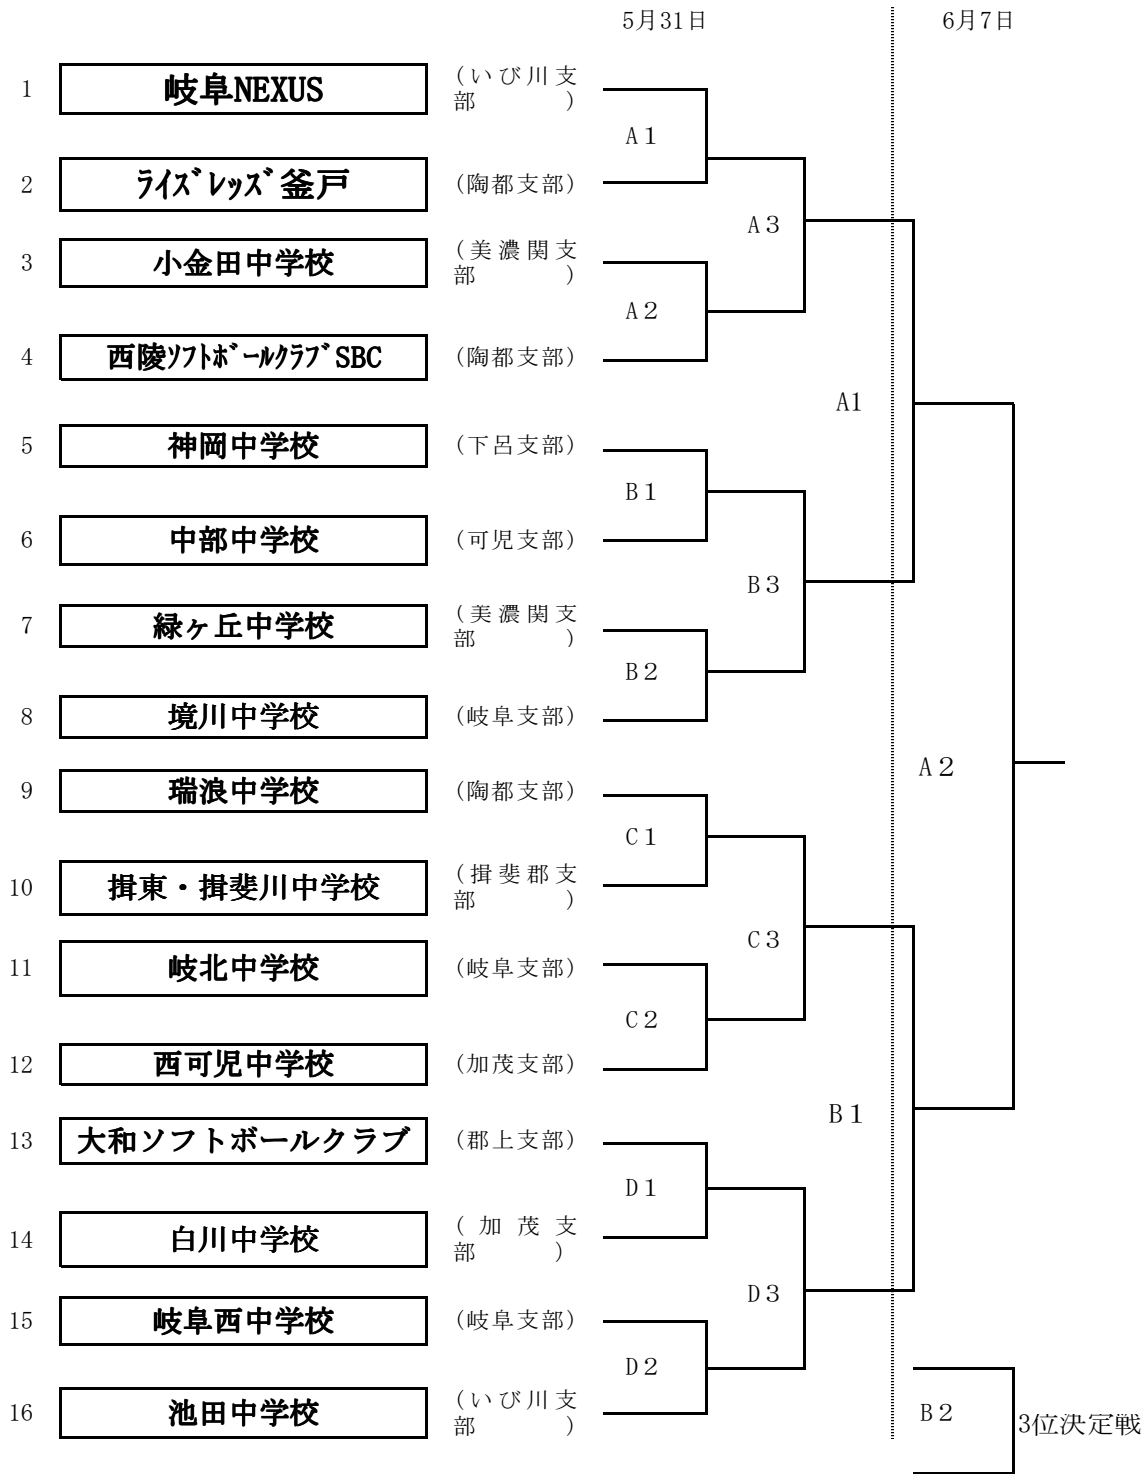 5月31日
6月7日
1 岐阜NEXUS (いび川支
部 )
A1
2 ﾗｲｽﾞﾚｯｽﾞ釜戸 (陶都支部)
A３
3 小金田中学校 (美濃関支
部 )
A２
4 西陵ｿﾌﾄﾎﾞｰﾙｸﾗﾌﾞSBC (陶都支部)
A1
5 神岡中学校 (下呂支部)
B１
6 中部中学校 (可児支部)
B３
7 緑ヶ丘中学校 (美濃関支
部 )
B２
8 境川中学校 (岐阜支部)
A２
9 瑞浪中学校 (陶都支部)
C１
10 揖東・揖斐川中学校 (揖斐郡支
部 )
C３
11 岐北中学校 (岐阜支部)
C２
12 西可児中学校 (加茂支部)
B１
13 大和ソフトボールクラブ (郡上支部)
D１
14 白川中学校 (加茂支
部 )
D３
15 岐阜西中学校 (岐阜支部)
D２
16 池田中学校 (いび川支
部 )
B２ 3位決定戦